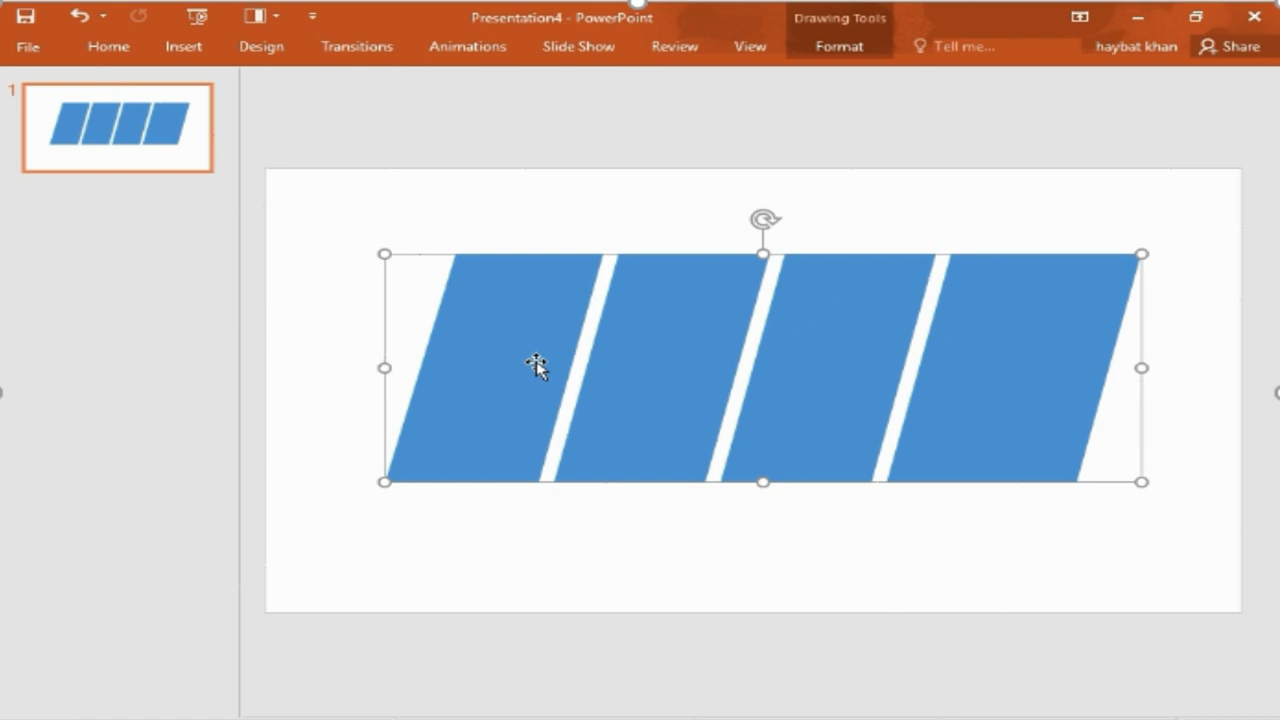 Presentation4 - PowerPoint
Drawing Tools
File Home Insert Design Transitions Animations Slide Show Review View Format Tell me... haybat khan Share
1